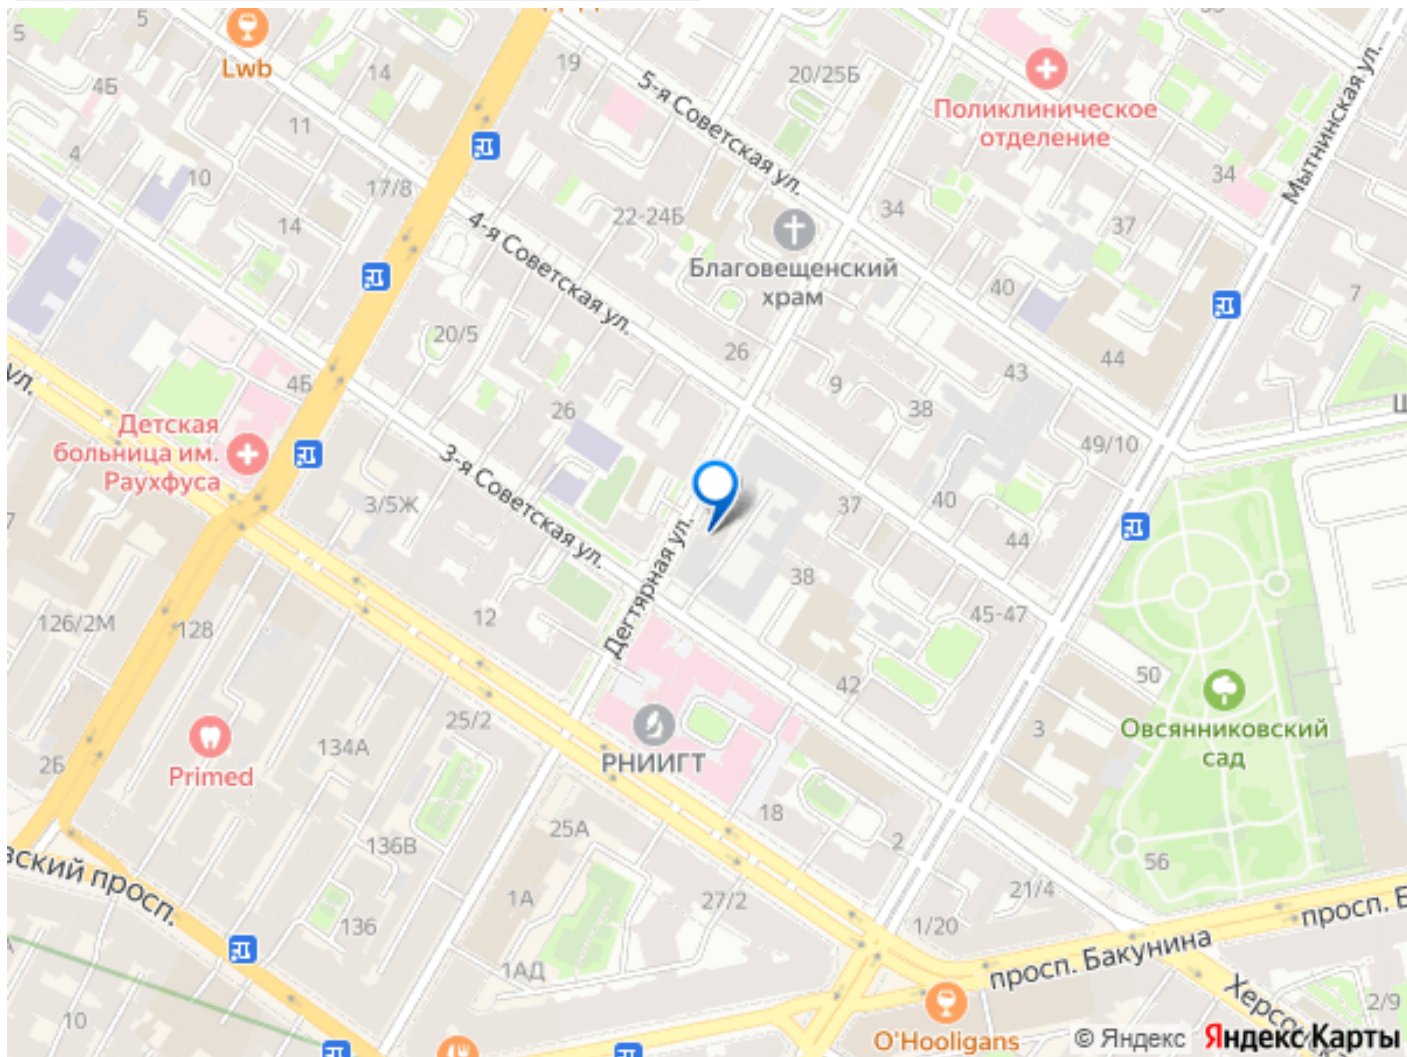 5
5
Lwb
14
4Б
11
4
10
17/8
14
19
5-я Советская ул.
20/25Б
Поликлиническое
отделение
34
Мытнинская ул.
22-24Б
34
37
4-я Советская ул.
Благовещенский
храм
40
7
20/5
26
9
43
44
4Б
ул.
26
38
49/10
Детская
больница им.
Раухфуса
3-я Советская ул.
3/5Ж
37
40
44
7
Дегтярная ул.
38
45-47
126/2М
128
12
42
50
Овсянниковский
сад
3
25/2
134А
РНИИГТ
Primed
2Б
18
25А
136В
2
56
вский просп.
1А
27/2
21/4
136
1/20
просп. Б
просп. Бакунина
1АД
10
O'Hooligans
2/9
© Яндекс Яндекс Карты